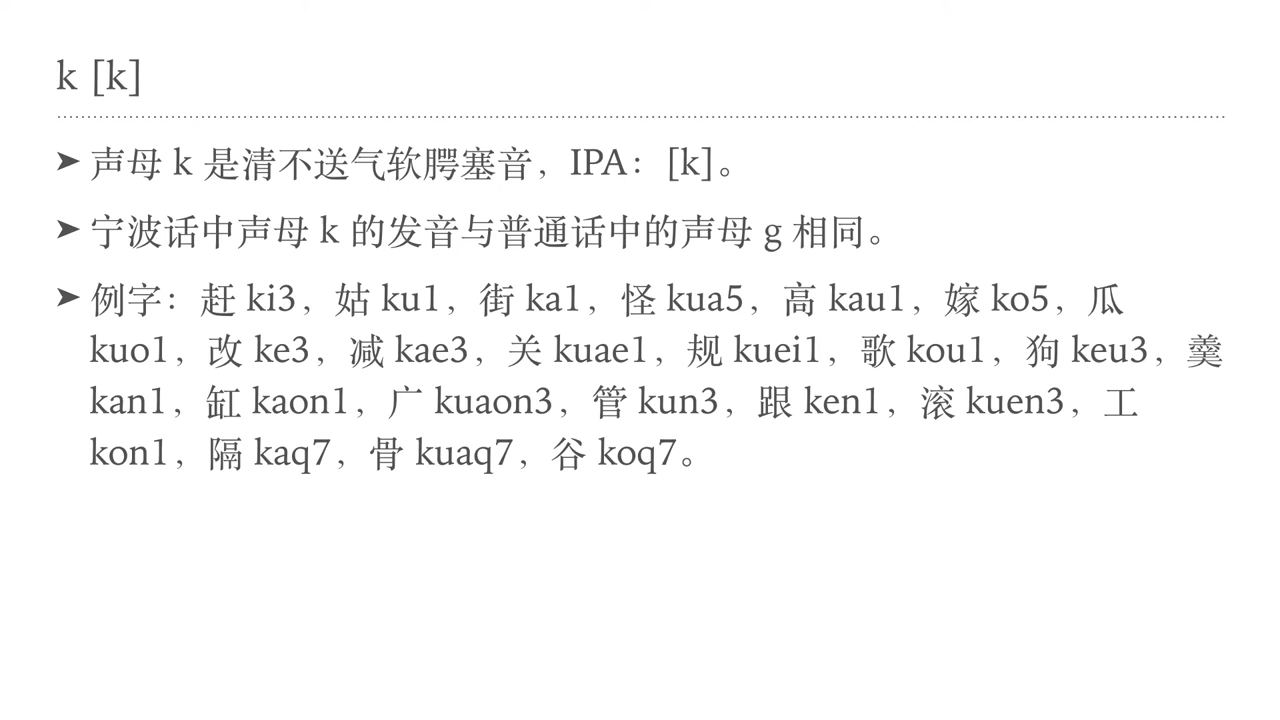 k [k]
➤ 声母 k 是清不送气软腭塞音，IPA：[k]。
➤ 宁波话中声母 k 的发音与普通话中的声母 g 相同。
➤ 例字：赶 ki3，姑 ku1，街 ka1，怪 kua5，高 kau1，嫁 ko5，瓜
kuo1，改 ke3，减 kae3，关 kuae1，规 kuei1，歌 kou1，狗 keu3，羹
kan1，缸 kaon1，广 kuaon3，管 kun3，跟 ken1，滚 kuen3，工
kon1，隔 kaq7，骨 kuaq7，谷 koq7。